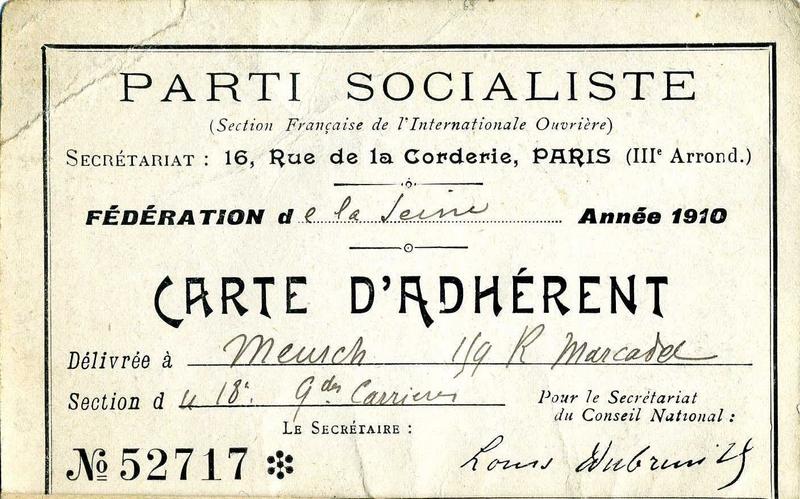 PARTI SOCIALISTE
(Section Française de l'Internationale Ouvrière)
SECRÉTARIAT : 16, Rue de la Corderie, PARIS (IIIe Arrond.)
FÉDÉRATION de la Seine Année 1910
CARTE D'ADHÉRENT
Délivrée à Meusch 159 R Marcadet
Section du 18e Gdes Carrières
Pour le Secrétariat
du Conseil National :
LE SECRÉTAIRE :
No 52717
Louis Dubreuilh